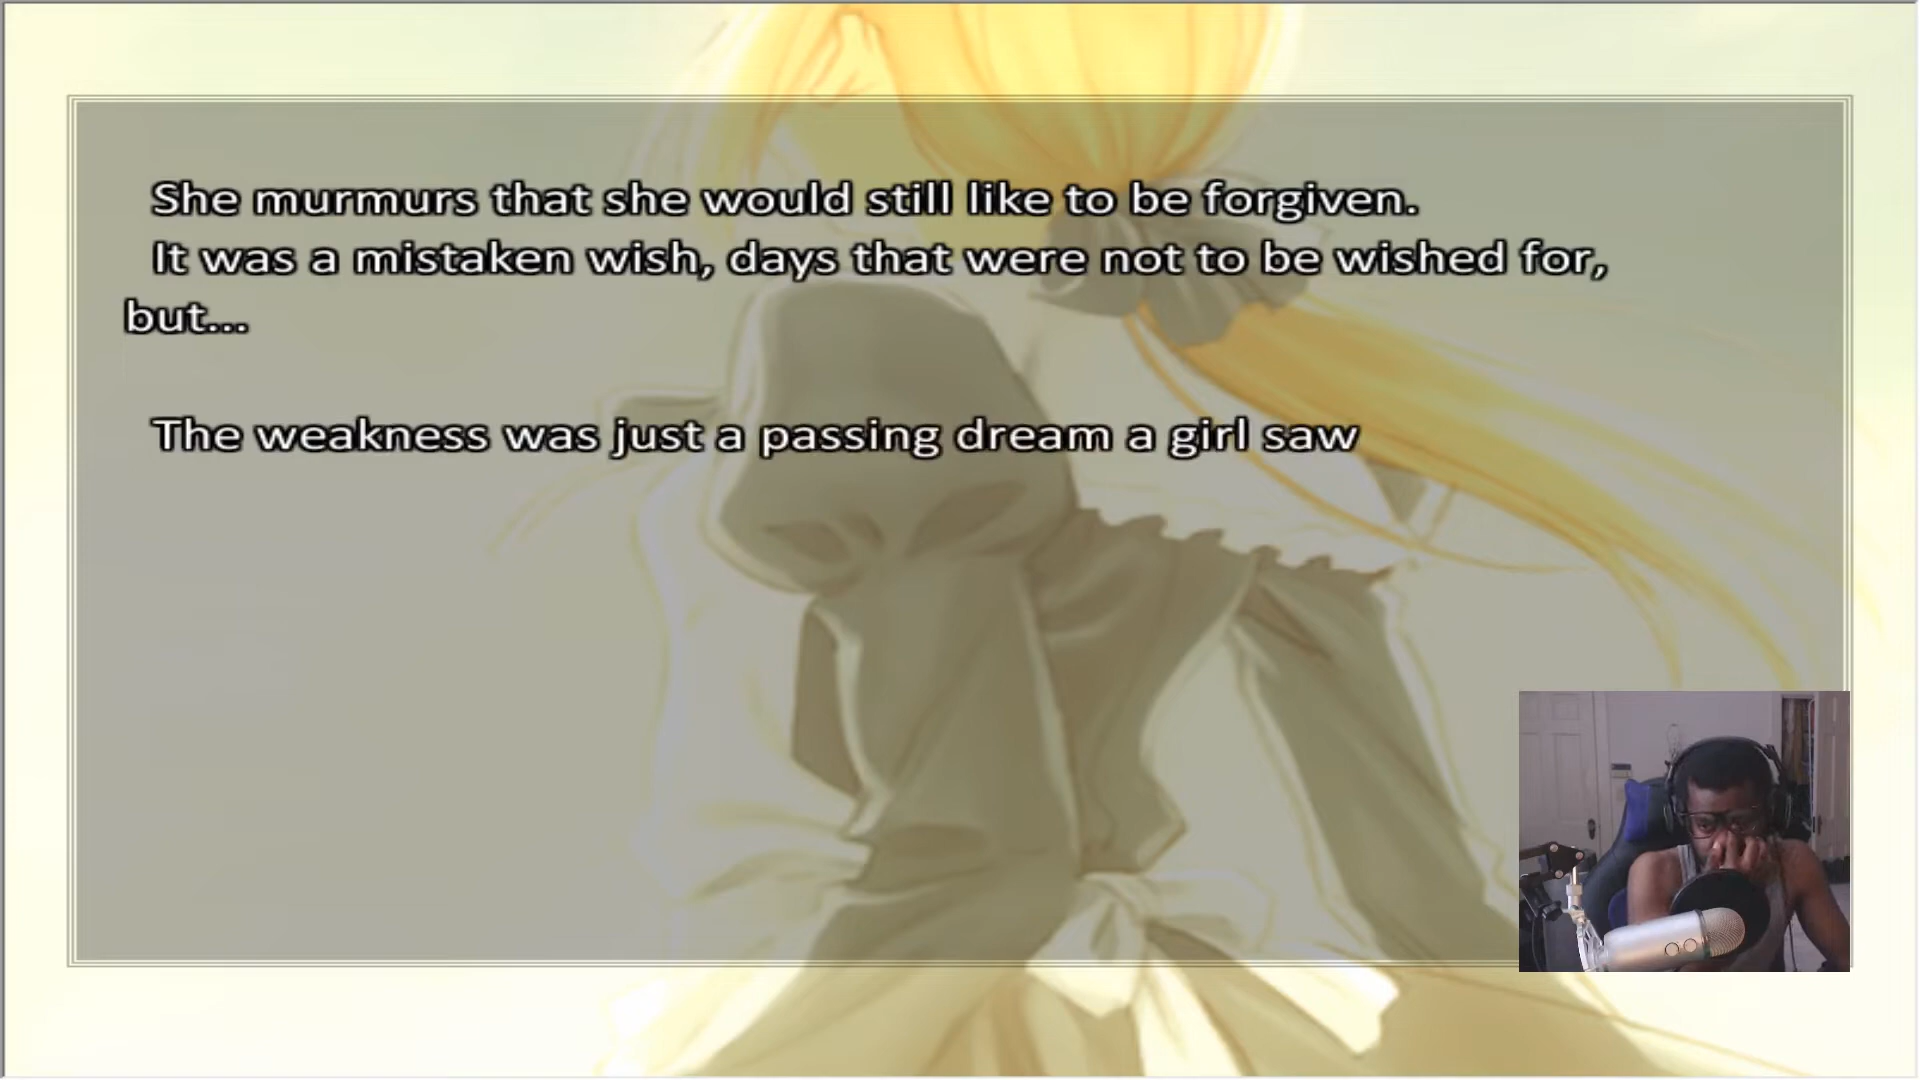 She murmurs that she would still like to be forgiven.
It was a mistaken wish, days that were not to be wished for,
but...
The weakness was just a passing dream a girl saw